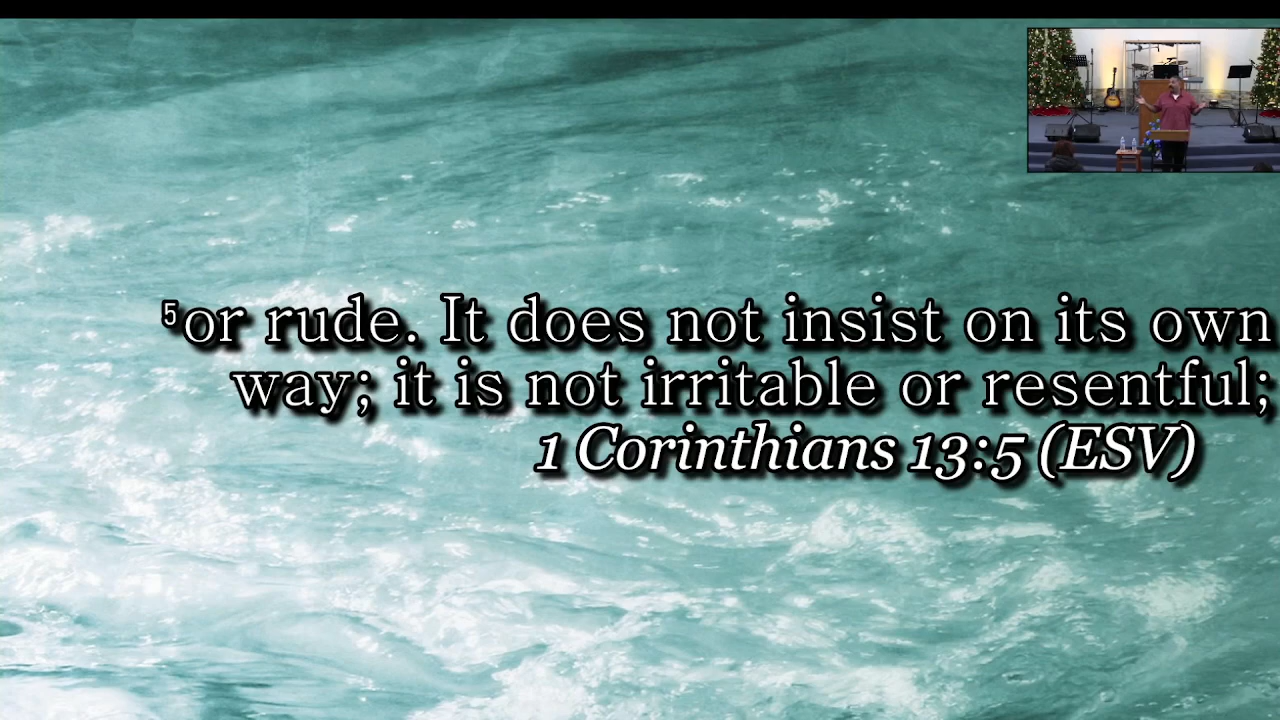 ⁵or rude. It does not insist on its own
way; it is not irritable or resentful;
1 Corinthians 13:5 (ESV)